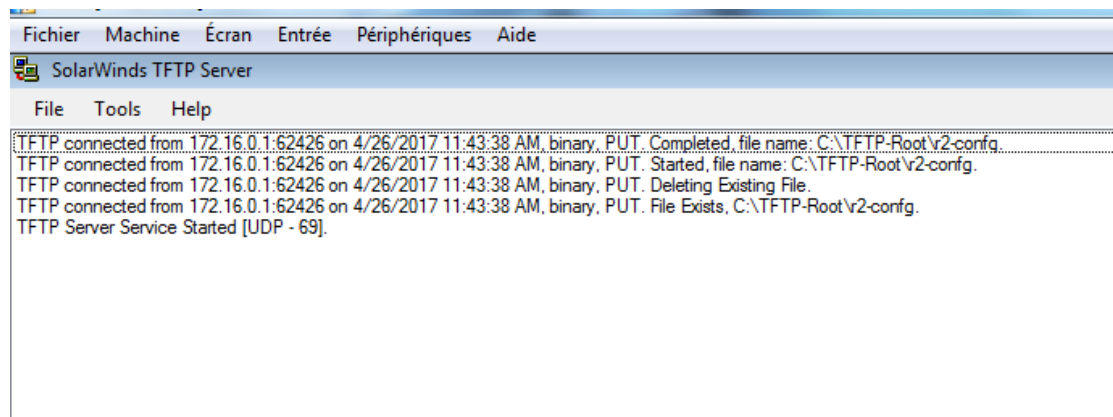 Fichier Machine Écran Entrée Périphériques Aide
SolarWinds TFTP Server
File Tools Help
TFTP connected from 172.16.0.1:62426 on 4/26/2017 11:43:38 AM, binary, PUT. Completed, file name: C:\TFTP-Root\r2-confg.
TFTP connected from 172.16.0.1:62426 on 4/26/2017 11:43:38 AM, binary, PUT. Started, file name: C:\TFTP-Root\r2-confg.
TFTP connected from 172.16.0.1:62426 on 4/26/2017 11:43:38 AM, binary, PUT. Deleting Existing File.
TFTP connected from 172.16.0.1:62426 on 4/26/2017 11:43:38 AM, binary, PUT. File Exists, C:\TFTP-Root\r2-confg.
TFTP Server Service Started [UDP - 69].